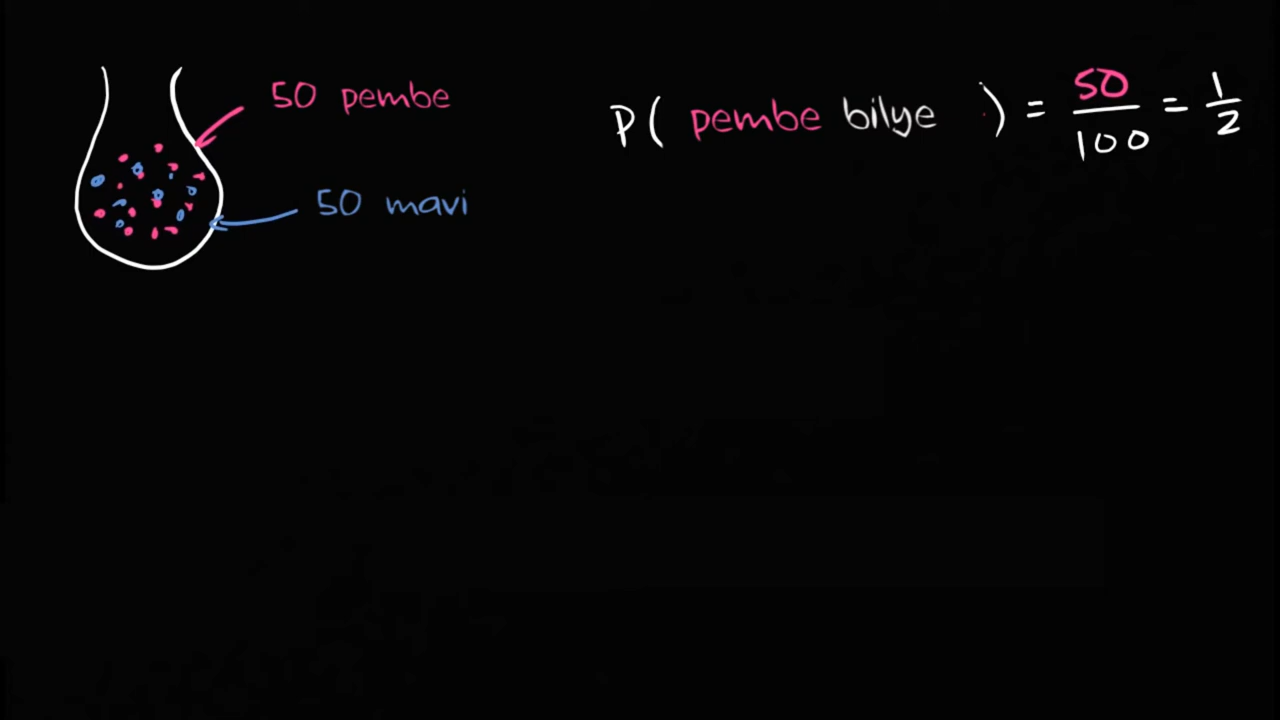 50 pembe
50 mavi
P( pembe bilye ) = 50/100 = 1/2